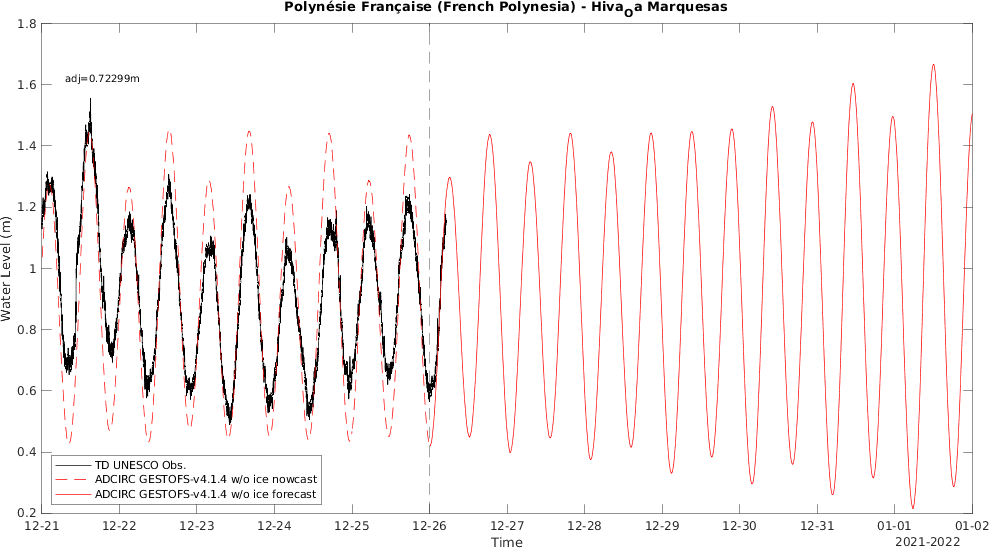 Polynésie Française (French Polynesia) - Hiva_Oa Marquesas
1.8
adj=0.72299m
1.6
1.4
1.2
1
0.8
0.6
0.4
0.2
Water Level (m)
TD UNESCO Obs.
ADCIRC GESTOFS-v4.1.4 w/o ice nowcast
ADCIRC GESTOFS-v4.1.4 w/o ice forecast
12-21 12-22 12-23 12-24 12-25 12-26 12-27 12-28 12-29 12-30 12-31 01-01 01-02
Time
2021-2022